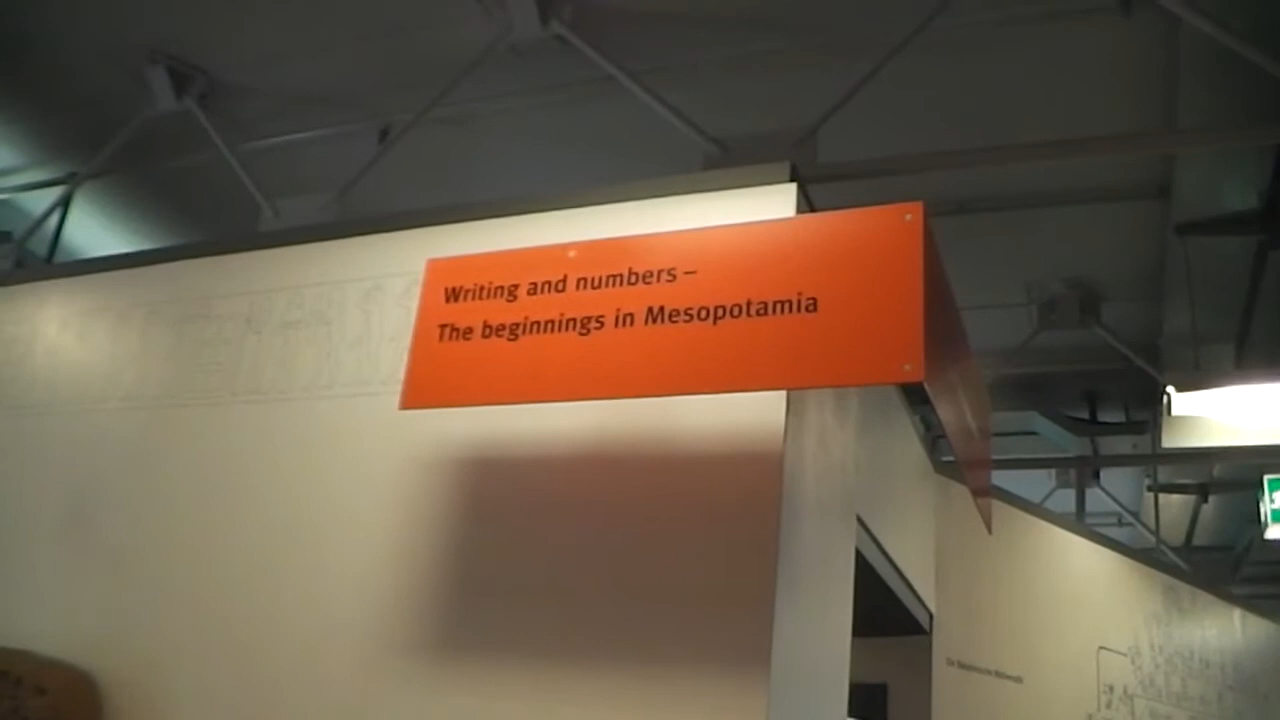 Writing and numbers –
The beginnings in Mesopotamia